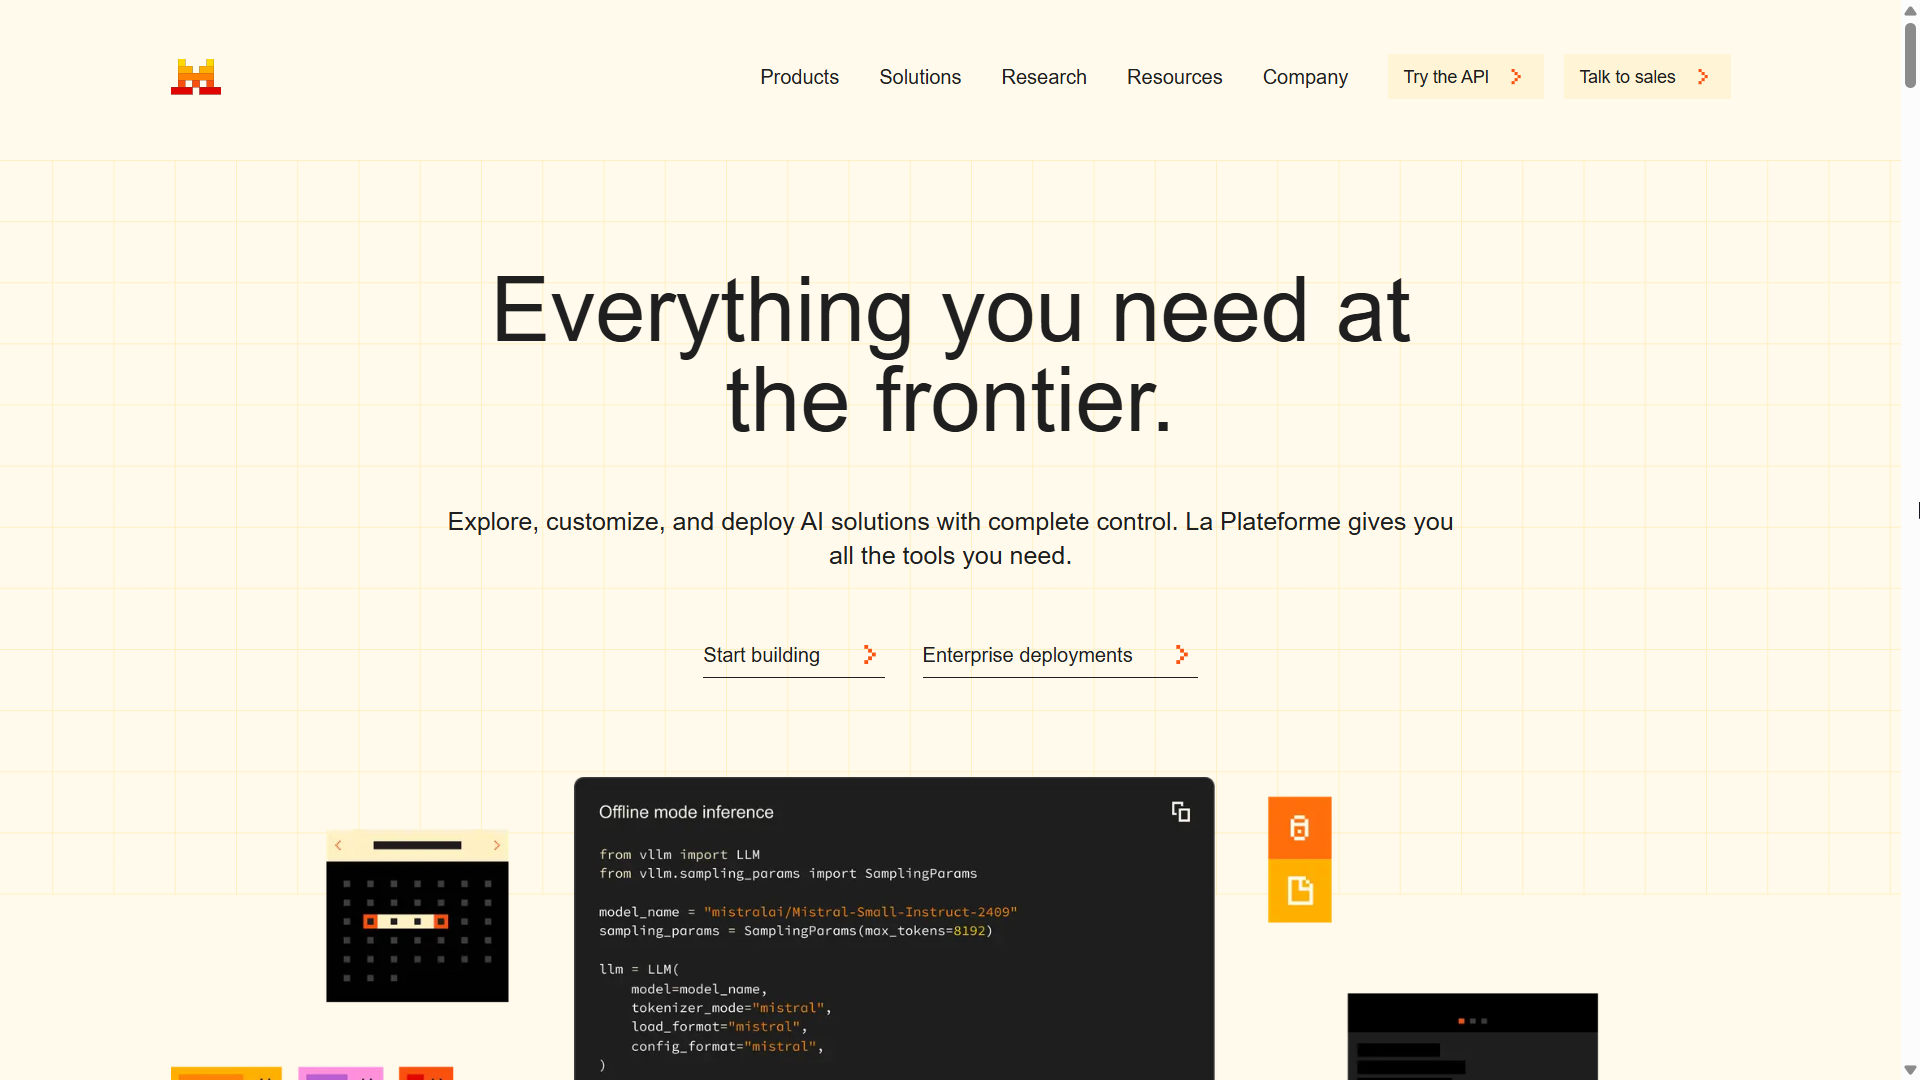 Products Solutions Research Resources Company Try the API Talk to sales
Everything you need at
the frontier.
Explore, customize, and deploy AI solutions with complete control. La Plateforme gives you
all the tools you need.
Start building Enterprise deployments
Offline mode inference
from vllm import LLM
from vllm.sampling_params import SamplingParams
model_name = "mistralai/Mistral-Small-Instruct-2409"
sampling_params = SamplingParams(max_tokens=8192)
llm = LLM(
    model=model_name,
    tokenizer_mode="mistral",
    load_format="mistral",
    config_format="mistral",
)